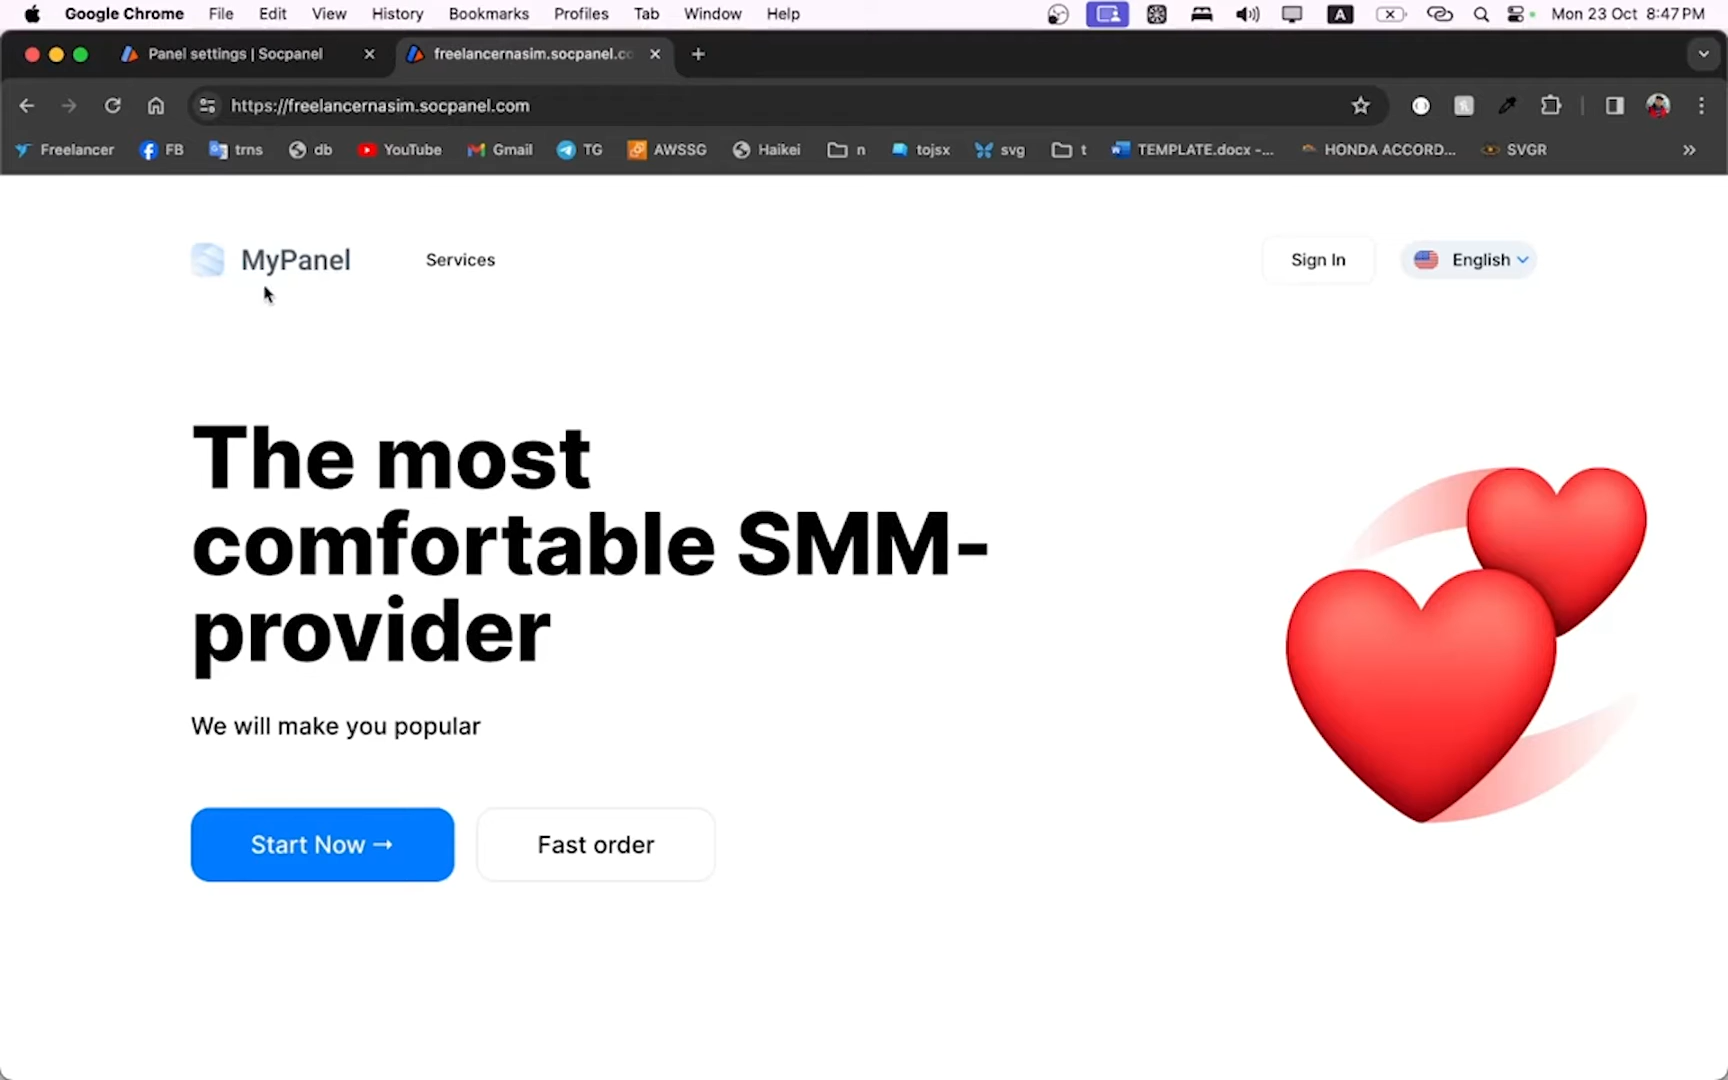 Google Chrome File Edit View History Bookmarks Profiles Tab Window Help A Mon 23 Oct 8:47 PM
Panel settings | Socpanel freelancernasim.socpanel.co
https://freelancernasim.socpanel.com
Freelancer FB trns db YouTube Gmail TG AWSSG Haikei n tojsx svg t TEMPLATE.docx -... HONDA ACCORD... SVGR »
MyPanel Services Sign In English
The most
comfortable SMM-
provider
We will make you popular
Start Now → Fast order